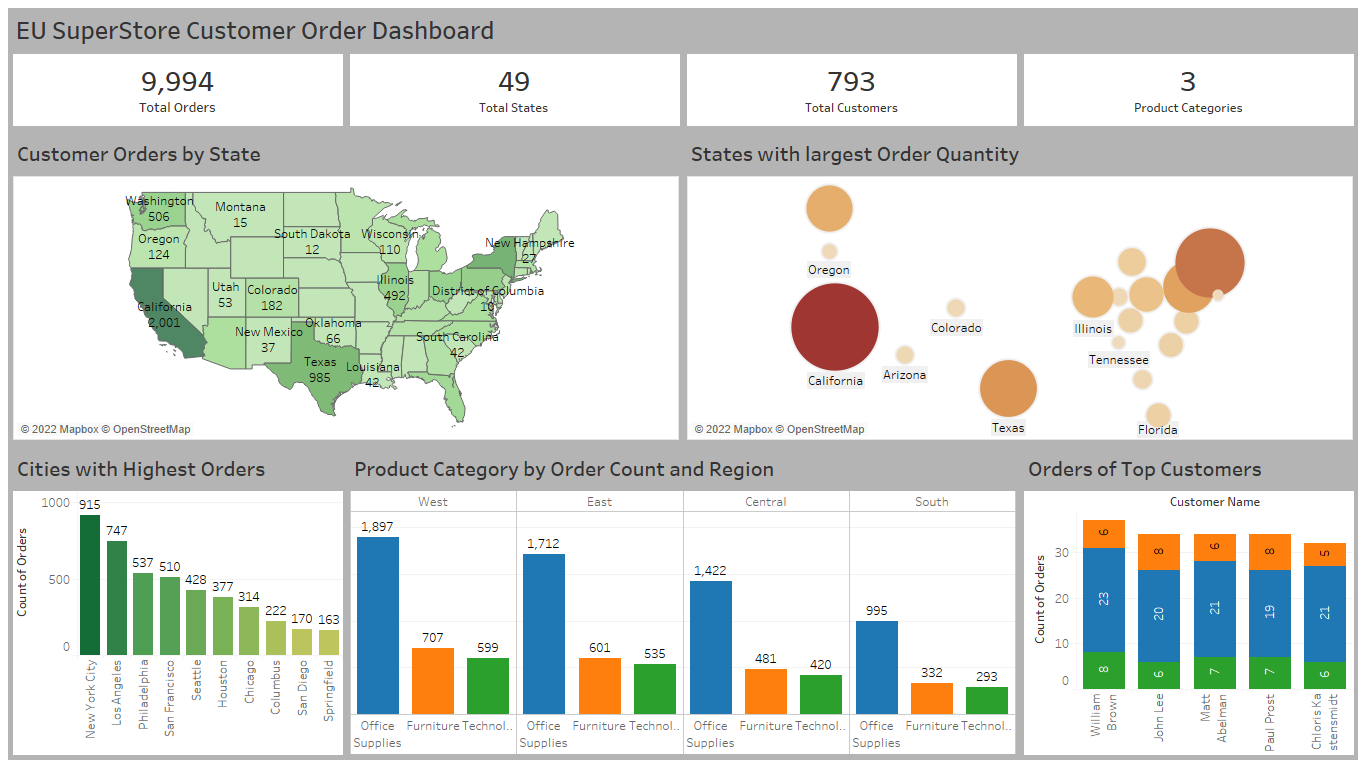 EU SuperStore Customer Order Dashboard
9,994
Total Orders
49
Total States
793
Total Customers
3
Product Categories
Customer Orders by State
Washington
506
Montana
15
Oregon
124
South Dakota
12
Wisconsin
110
New Hampshire
27
Utah
53
Colorado
182
Illinois
492
District of Columbia
10
California
2,001
New Mexico
37
Oklahoma
66
South Carolina
42
Texas
985
Louisiana
42
© 2022 Mapbox © OpenStreetMap
States with largest Order Quantity
Oregon
Colorado
Illinois
California
Arizona
Tennessee
Texas
Florida
© 2022 Mapbox © OpenStreetMap
Cities with Highest Orders
Count of Orders
1000
500
0
915
747
537
510
428
377
314
222
170
163
New York City
Los Angeles
Philadelphia
San Francisco
Seattle
Houston
Chicago
Columbus
San Diego
Springfield
Product Category by Order Count and Region
West
East
Central
South
1,897
707
599
1,712
601
535
1,422
481
420
995
332
293
Office
Supplies
Furniture
Technol..
Office
Supplies
Furniture
Technol..
Office
Supplies
Furniture
Technol..
Office
Supplies
Furniture
Technol..
Orders of Top Customers
Customer Name
Count of Orders
30
20
10
0
6
23
8
8
20
6
6
21
7
8
19
7
5
21
6
William
Brown
John Lee
Matt
Abelman
Paul Prost
Chloris Ka
stensmidt